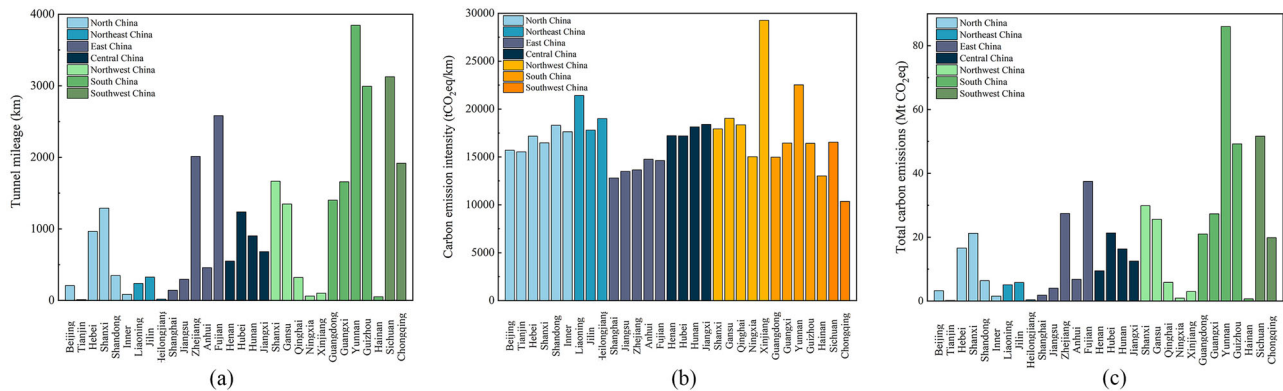 Tunnel mileage (km)
4000
3000
2000
1000
0
North China
Northeast China
East China
Central China
Northwest China
South China
Southwest China
Beijing
Tianjin
Hebei
Shanxi
Shandong
Inner
Liaoning
Jilin
Heilongjiang
Shanghai
Jiangsu
Zhejiang
Anhui
Fujian
Henan
Hubei
Hunan
Jiangxi
Shanxi
Gansu
Qinghai
Ningxia
Xinjiang
Guangdong
Guangxi
Yunnan
Guizhou
Hainan
Sichuan
Chongqing
(a)
Carbon emission intensity (tCO₂eq/km)
30000
25000
20000
15000
10000
5000
0
North China
Northeast China
East China
Central China
Northwest China
South China
Southwest China
Beijing
Tianjin
Hebei
Shanxi
Shandong
Inner
Liaoning
Jilin
Heilongjiang
Shanghai
Jiangsu
Zhejiang
Anhui
Fujian
Henan
Hubei
Hunan
Jiangxi
Shanxi
Gansu
Qinghai
Ningxia
Xinjiang
Guangdong
Guangxi
Yunnan
Guizhou
Hainan
Sichuan
Chongqing
(b)
Total carbon emissions (Mt CO₂eq)
80
60
40
20
0
North China
Northeast China
East China
Central China
Northwest China
South China
Southwest China
Beijing
Tianjin
Hebei
Shanxi
Shandong
Inner
Liaoning
Jilin
Heilongjiang
Shanghai
Jiangsu
Zhejiang
Anhui
Fujian
Henan
Hubei
Hunan
Jiangxi
Shanxi
Gansu
Qinghai
Ningxia
Xinjiang
Guangdong
Guangxi
Yunnan
Guizhou
Hainan
Sichuan
Chongqing
(c)